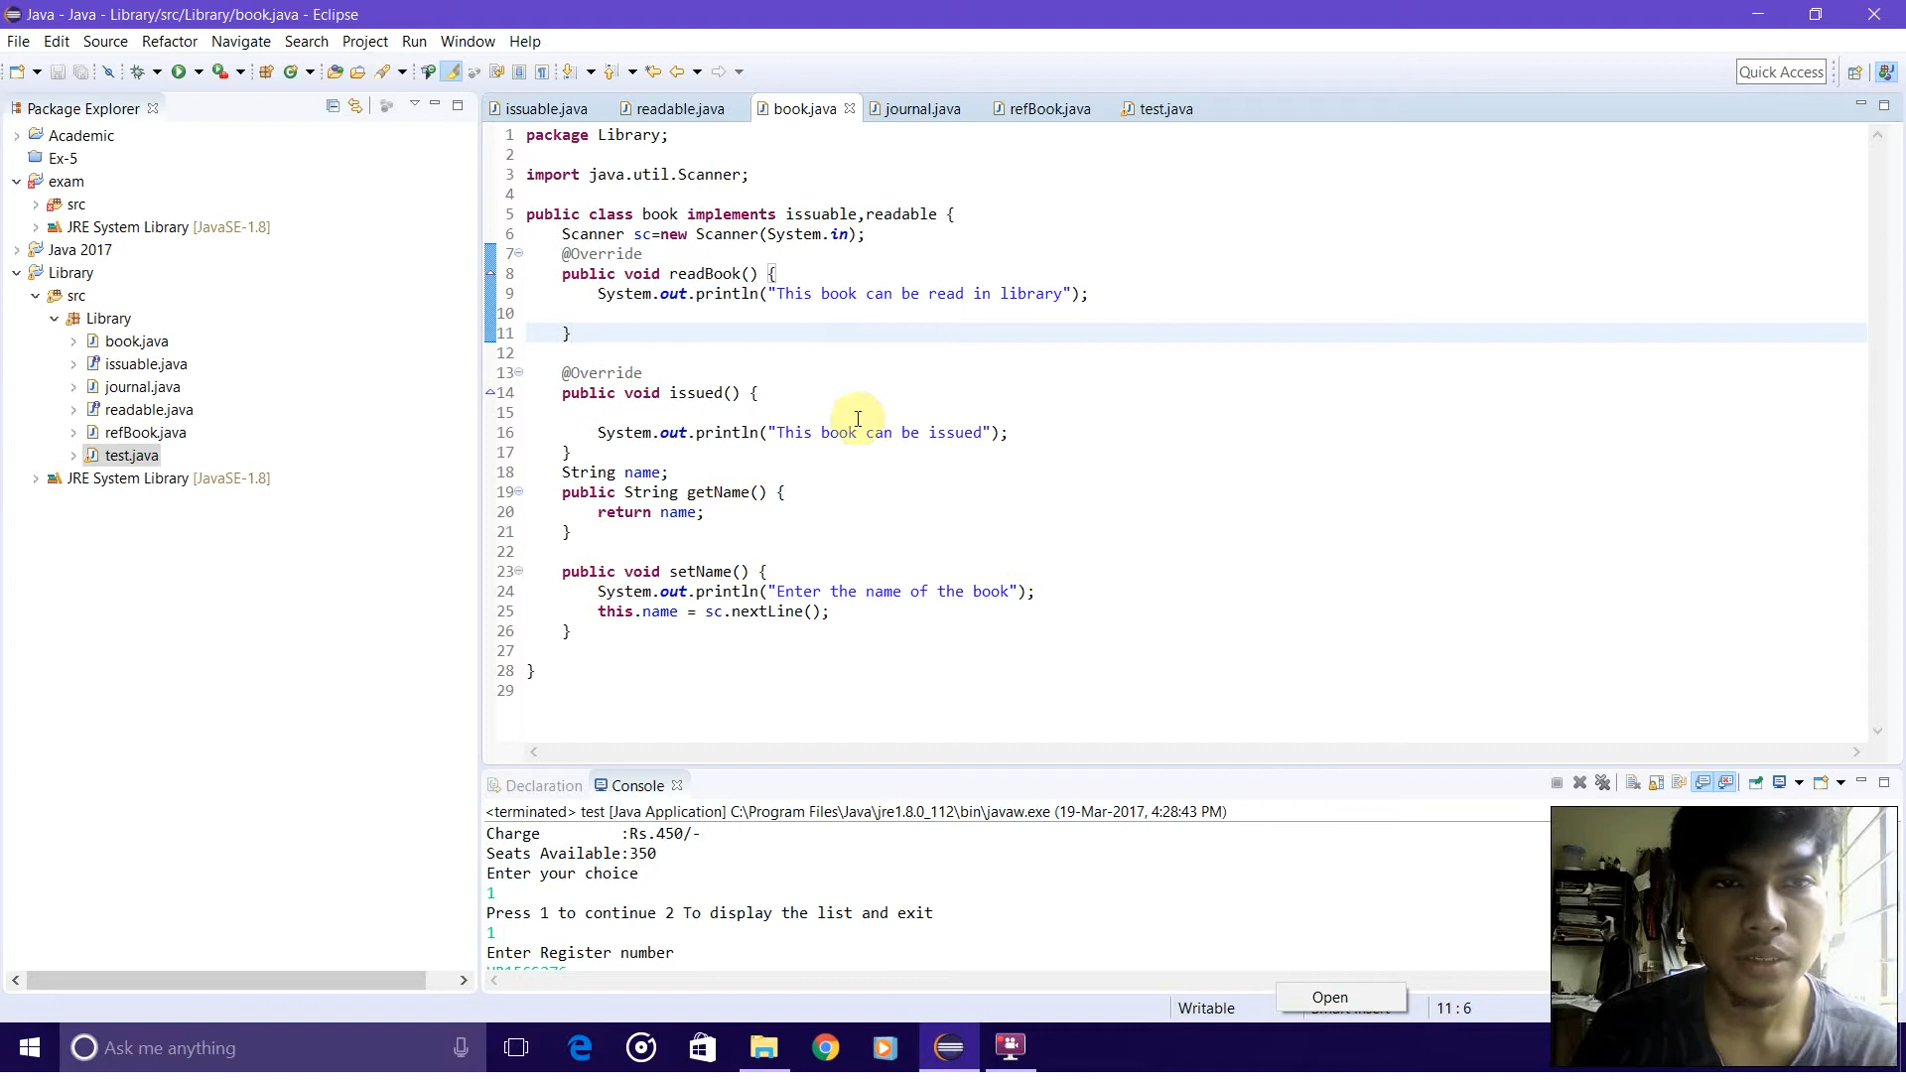 Java - Java - Library/src/Library/book.java - Eclipse
File Edit Source Refactor Navigate Search Project Run Window Help
Quick Access
Package Explorer
Academic
Ex-5
exam
src
JRE System Library [JavaSE-1.8]
Java 2017
Library
src
Library
book.java
issuable.java
journal.java
readable.java
refBook.java
test.java
JRE System Library [JavaSE-1.8]
issuable.java readable.java book.java journal.java refBook.java test.java
1 package Library;
2
3 import java.util.Scanner;
4
5 public class book implements issuable,readable {
6 Scanner sc=new Scanner(System.in);
7 @Override
8 public void readBook() {
9 System.out.println("This book can be read in library");
10
11 }
12
13 @Override
14 public void issued() {
15
16 System.out.println("This book can be issued");
17 }
18 String name;
19 public String getName() {
20 return name;
21 }
22
23 public void setName() {
24 System.out.println("Enter the name of the book");
25 this.name = sc.nextLine();
26 }
27
28 }
29
Declaration Console
<terminated> test [Java Application] C:\Program Files\Java\jre1.8.0_112\bin\javaw.exe (19-Mar-2017, 4:28:43 PM)
Charge :Rs.450/-
Seats Available:350
Enter your choice
1
Press 1 to continue 2 To display the list and exit
1
Enter Register number
Writable Open 11 : 6
Ask me anything